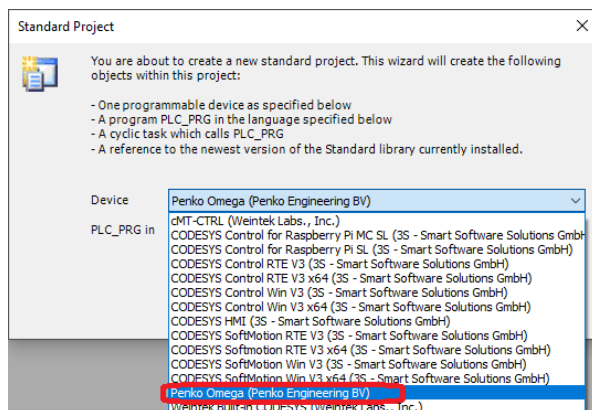 Standard Project
You are about to create a new standard project. This wizard will create the following
objects within this project:
- One programmable device as specified below
- A program PLC_PRG in the language specified below
- A cyclic task which calls PLC_PRG
- A reference to the newest version of the Standard library currently installed.
Device
Penko Omega (Penko Engineering BV)
PLC_PRG in
cMT-CTRL (Weintek Labs., Inc.)
CODESYS Control for Raspberry Pi MC SL (3S - Smart Software Solutions GmbH
CODESYS Control for Raspberry Pi SL (3S - Smart Software Solutions GmbH)
CODESYS Control RTE V3 (3S - Smart Software Solutions GmbH)
CODESYS Control RTE V3 x64 (3S - Smart Software Solutions GmbH)
CODESYS Control Win V3 (3S - Smart Software Solutions GmbH)
CODESYS Control Win V3 x64 (3S - Smart Software Solutions GmbH)
CODESYS HMI (3S - Smart Software Solutions GmbH)
CODESYS SoftMotion RTE V3 (3S - Smart Software Solutions GmbH)
CODESYS SoftMotion RTE V3 x64 (3S - Smart Software Solutions GmbH)
CODESYS SoftMotion Win V3 (3S - Smart Software Solutions GmbH)
CODESYS SoftMotion Win V3 x64 (3S - Smart Software Solutions GmbH)
Penko Omega (Penko Engineering BV)
Weintek Built-in CODESYS (Weintek Labs., Inc.)